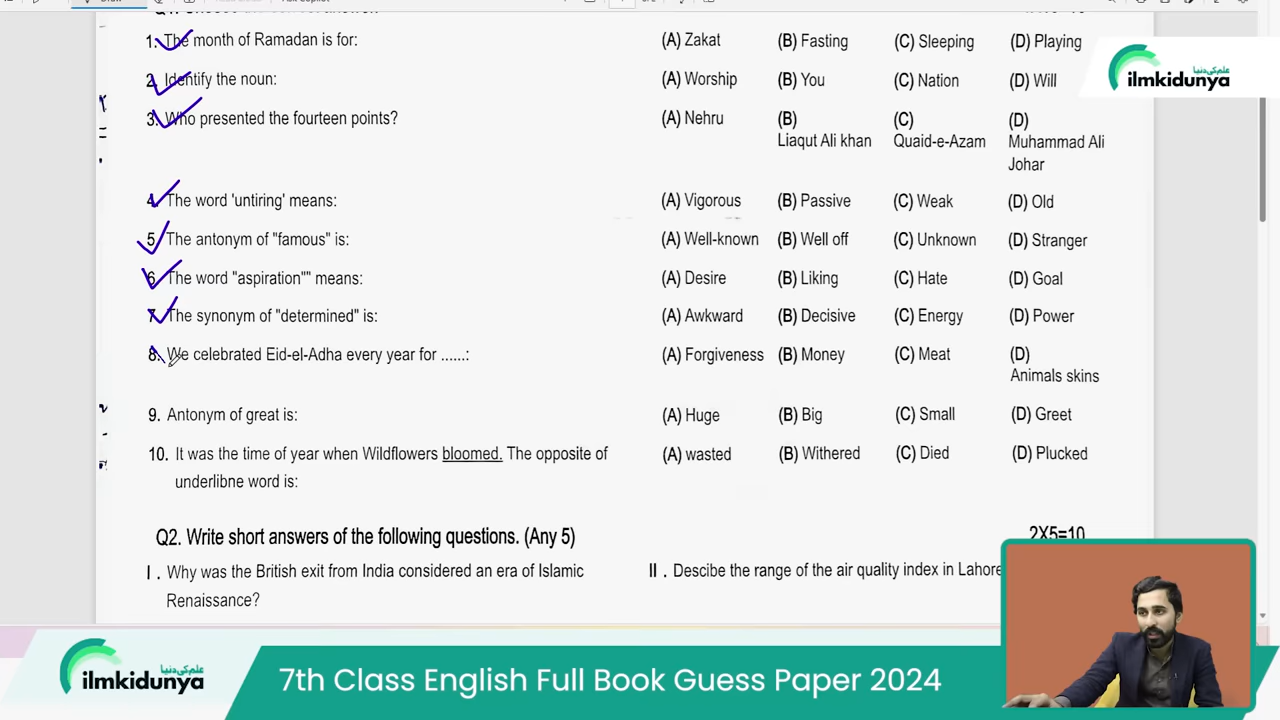 1. The month of Ramadan is for: (A) Zakat (B) Fasting (C) Sleeping (D) Playing
علم کی دنیا
ilmkidunya
2. Identify the noun: (A) Worship (B) You (C) Nation (D) Will
3. Who presented the fourteen points? (A) Nehru (B) (C) (D)
Liaqut Ali khan Quaid-e-Azam Muhammad Ali
Johar
4. The word 'untiring' means: (A) Vigorous (B) Passive (C) Weak (D) Old
5. The antonym of "famous" is: (A) Well-known (B) Well off (C) Unknown (D) Stranger
6. The word "aspiration"" means: (A) Desire (B) Liking (C) Hate (D) Goal
7. The synonym of "determined" is: (A) Awkward (B) Decisive (C) Energy (D) Power
8. We celebrated Eid-el-Adha every year for ......: (A) Forgiveness (B) Money (C) Meat (D)
Animals skins
9. Antonym of great is: (A) Huge (B) Big (C) Small (D) Greet
10. It was the time of year when Wildflowers bloomed. The opposite of (A) wasted (B) Withered (C) Died (D) Plucked
underlibne word is:
Q2. Write short answers of the following questions. (Any 5) 2X5=10
I . Why was the British exit from India considered an era of Islamic II . Descibe the range of the air quality index in Lahore
Renaissance?
علم کی دنیا
ilmkidunya
7th Class English Full Book Guess Paper 2024